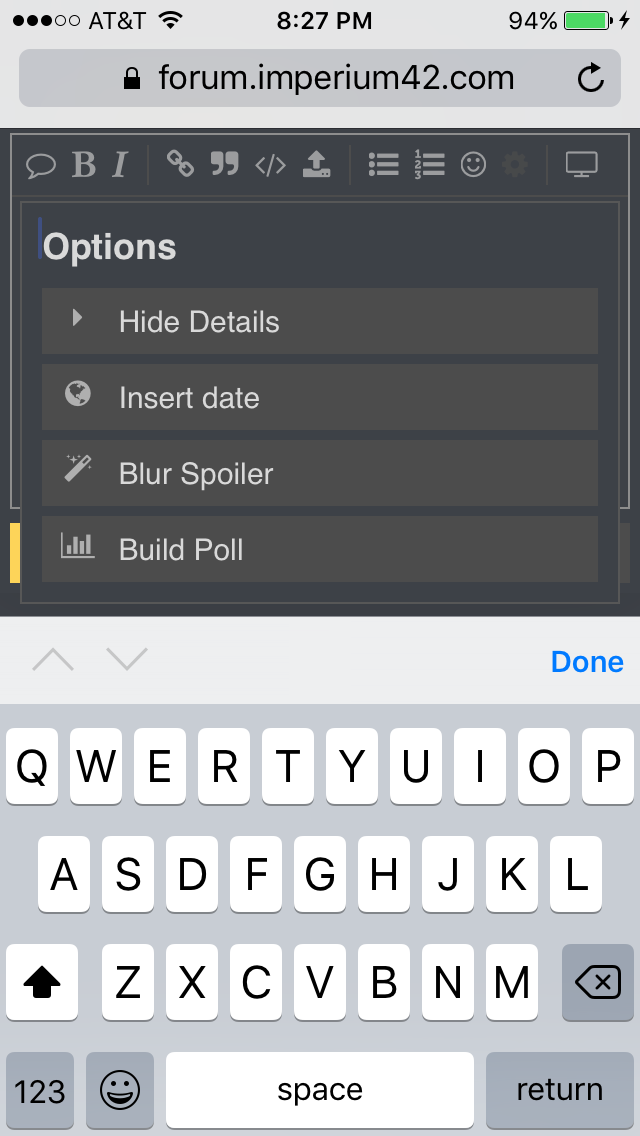 AT&T 8:27 PM 94%
forum.imperium42.com
B I
Options
Hide Details
Insert date
Blur Spoiler
Build Poll
Done
Q W E R T Y U I O P
A S D F G H J K L
Z X C V B N M
123 space return